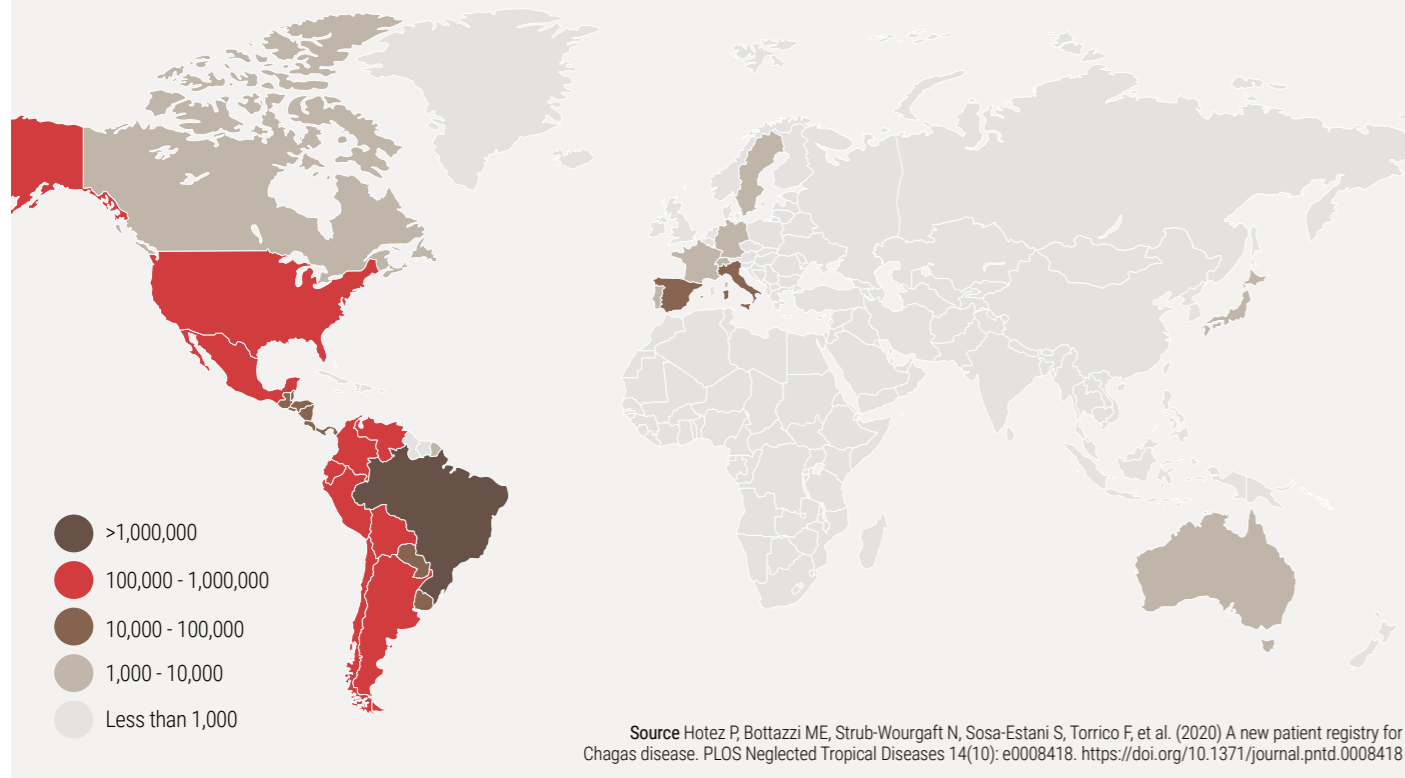 >1,000,000
100,000 - 1,000,000
10,000 - 100,000
1,000 - 10,000
Less than 1,000
Source Hotez P, Bottazzi ME, Strub-Wourgaft N, Sosa-Estani S, Torrico F, et al. (2020) A new patient registry for
Chagas disease. PLOS Neglected Tropical Diseases 14(10): e0008418. https://doi.org/10.1371/journal.pntd.0008418